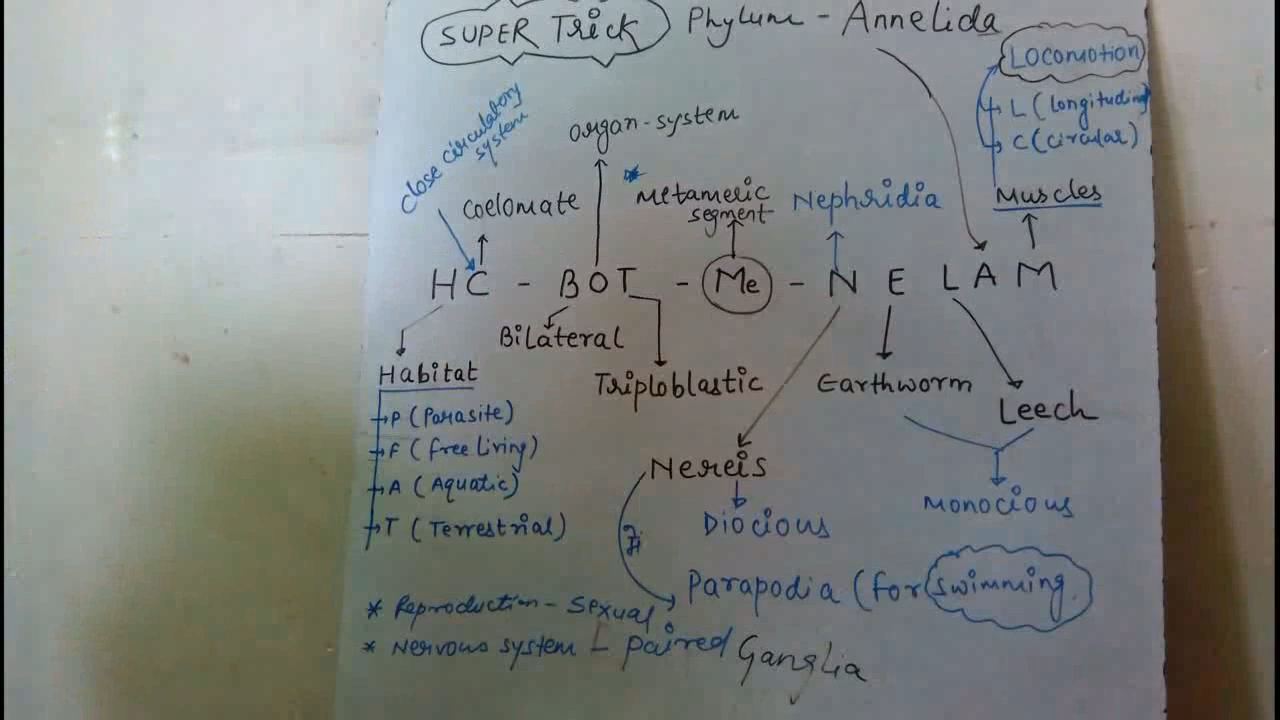 SUPER Trick Phylum - Annelida
Locomotion
L (longitudinal)
C (circular)
Muscles
close circulatory
system
organ-system
Coelomate
Metameric
segment
Nephridia
HC - BOT - Me - N E L A M
Bilateral
Habitat
P (Parasite)
F (free living)
A (Aquatic)
T (Terrestrial)
Triploblastic
Earthworm
Leech
Nereis
Diocious
Monocious
में
Parapodia (for swimming
* Reproduction - Sexual
* Nervous system - paired Ganglia